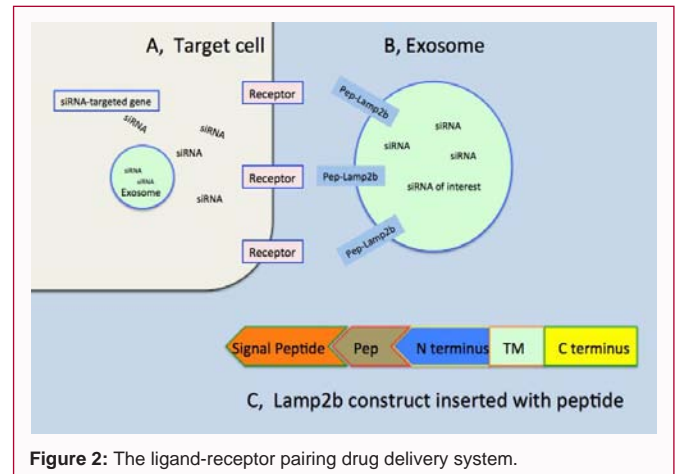 A, Target cell
B, Exosome
siRNA-targeted gene
siRNA
siRNA
siRNA
siRNA
siRNA
siRNA
Exosome
Receptor
Receptor
Receptor
Pep-Lamp2b
Pep-Lamp2b
Pep-Lamp2b
siRNA
siRNA
siRNA
siRNA of interest
Signal Peptide Pep N terminus TM C terminus
C, Lamp2b construct inserted with peptide
Figure 2: The ligand-receptor pairing drug delivery system.